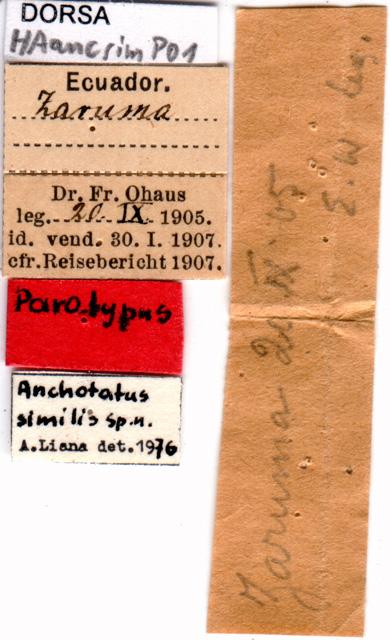 DORSA
HAancsimP01
Ecuador.
Zaruma
Dr. Fr. Ohaus
leg. 20. IX. 1905.
id. vend. 30. I. 1907.
cfr. Reisebericht 1907.
Paratypus
Anchotatus
similis sp.n.
A. Liana det. 1976
Zaruma 20 IX 05
E. W leg.